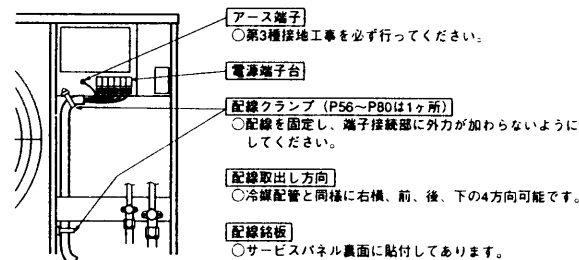 アース端子
○第3種接地工事を必ず行ってください。
電源端子台
配線クランプ(P56～P80は1ヶ所)
○配線を固定し、端子接続部に外力が加わらないように
してください。
配線取出し方向
○冷媒配管と同様に右横、前、後、下の4方向可能です。
配線銘板
○サービスパネル裏面に貼付してあります。